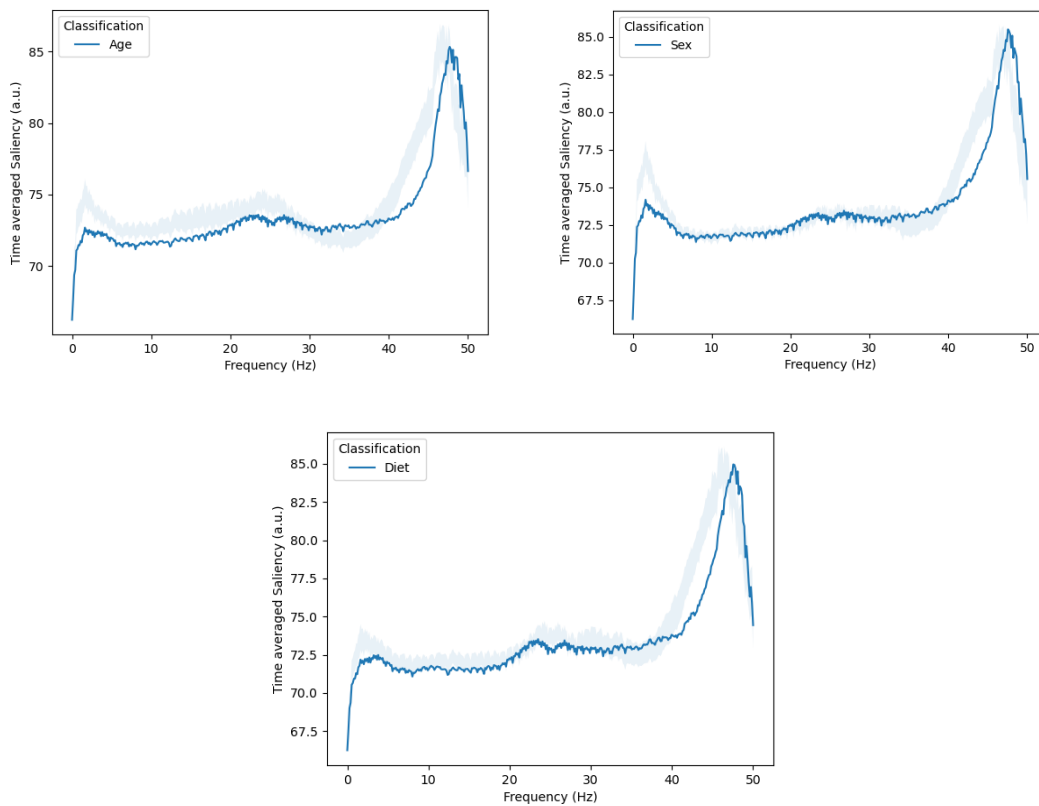 Classification
Age
Time averaged Saliency (a.u.)
85
80
75
70
0 10 20 30 40 50
Frequency (Hz)
Classification
Sex
Time averaged Saliency (a.u.)
85.0
82.5
80.0
77.5
75.0
72.5
70.0
67.5
0 10 20 30 40 50
Frequency (Hz)
Classification
Diet
Time averaged Saliency (a.u.)
85.0
82.5
80.0
77.5
75.0
72.5
70.0
67.5
0 10 20 30 40 50
Frequency (Hz)